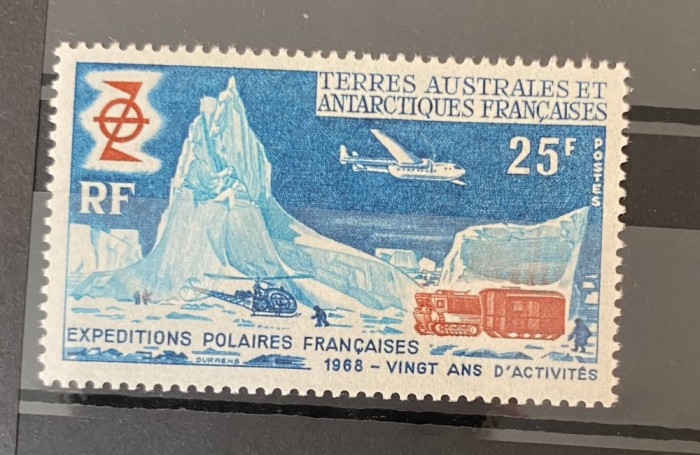 TERRES AUSTRALES ET
ANTARCTIQUES FRANÇAISES
25F
POSTES
RF
EXPEDITIONS POLAIRES FRANÇAISES
DURRENS
1968 - VINGT ANS D'ACTIVITÉS